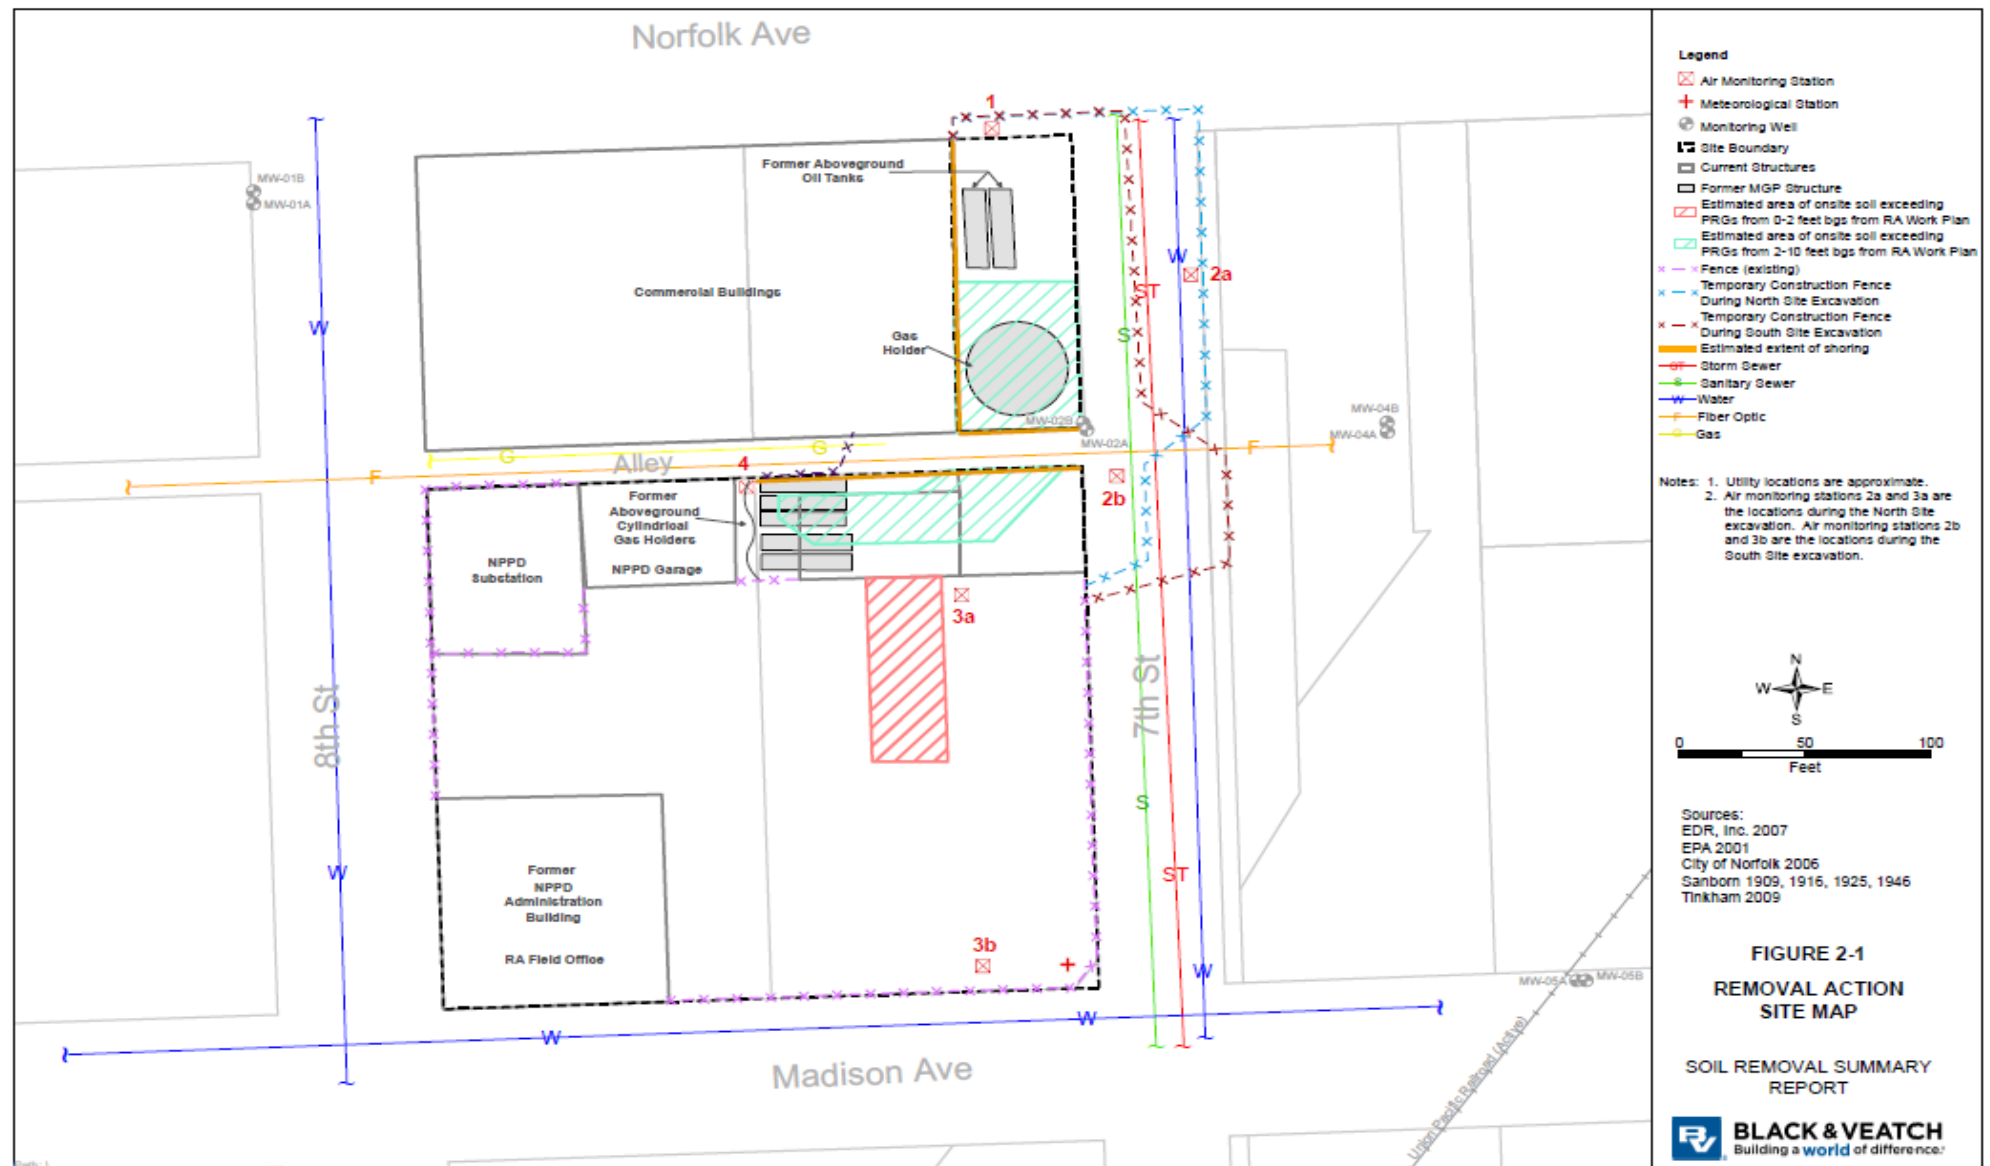 Norfolk Ave
1
MW-01B
MW-01A
Former Aboveground
Oil Tanks
W
ST
2a
W
Commercial Buildings
S
Gas
Holder
MW-02B
MW-02A
MW-04B
MW-04A
G
G
F
F
Alley
4
2b
Former
Aboveground
Cylindrical
Gas Holders
NPPD Garage
NPPD
Substation
3a
8th St
7th St
S
W
ST
Former
NPPD
Administration
Building
RA Field Office
3b
W
MW-05A
MW-05B
W
W
Madison Ave
Union Pacific Railroad (Active)
Legend
Air Monitoring Station
Meteorological Station
Monitoring Well
Site Boundary
Current Structures
Former MGP Structure
Estimated area of onsite soil exceeding
PRGs from 0-2 feet bgs from RA Work Plan
Estimated area of onsite soil exceeding
PRGs from 2-10 feet bgs from RA Work Plan
Fence (existing)
Temporary Construction Fence
During North Site Excavation
Temporary Construction Fence
During South Site Excavation
Estimated extent of shoring
ST Storm Sewer
S Sanitary Sewer
W Water
F Fiber Optic
G Gas
Notes: 1. Utility locations are approximate.
2. Air monitoring stations 2a and 3a are
the locations during the North Site
excavation. Air monitoring stations 2b
and 3b are the locations during the
South Site excavation.
N
W E
S
0 50 100
Feet
Sources:
EDR, Inc. 2007
EPA 2001
City of Norfolk 2006
Sanborn 1909, 1916, 1925, 1946
Tinkham 2009
FIGURE 2-1
REMOVAL ACTION
SITE MAP
SOIL REMOVAL SUMMARY
REPORT
BLACK & VEATCH
Building a world of difference.